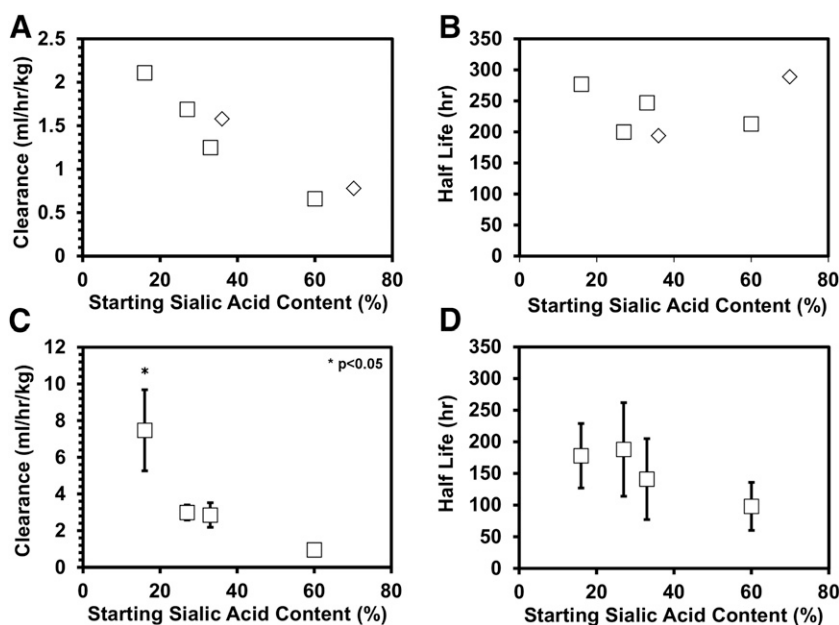 A
2.5
2
1.5
1
0.5
0
0 20 40 60 80
Clearance (ml/hr/kg)
Starting Sialic Acid Content (%)
B
350
300
250
200
150
100
50
0
0 20 40 60 80
Half Life (hr)
Starting Sialic Acid Content (%)
C
12
10
8
6
4
2
0
0 20 40 60 80
Clearance (ml/hr/kg)
*
* p<0.05
Starting Sialic Acid Content (%)
D
350
300
250
200
150
100
50
0
0 20 40 60 80
Half Life (hr)
Starting Sialic Acid Content (%)